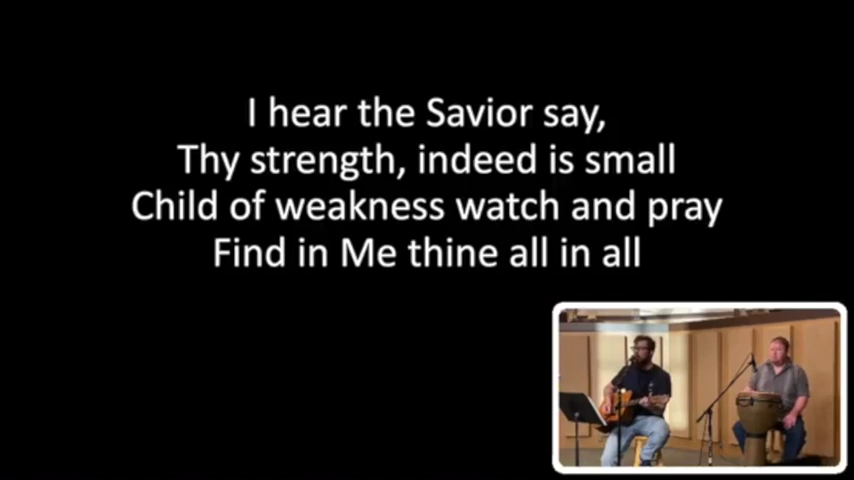 I hear the Savior say,
Thy strength, indeed is small
Child of weakness watch and pray
Find in Me thine all in all